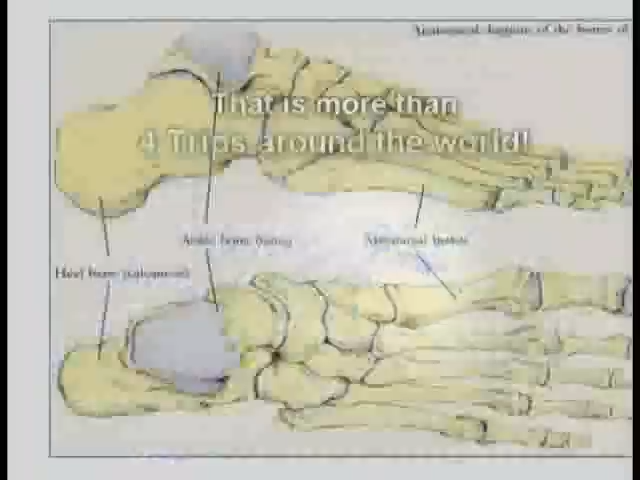 Anatomical diagram of the bones of
That is more than
4 Trips around the world!
Ankle bone (talus)
Metatarsal bones
Heel bone (calcaneus)